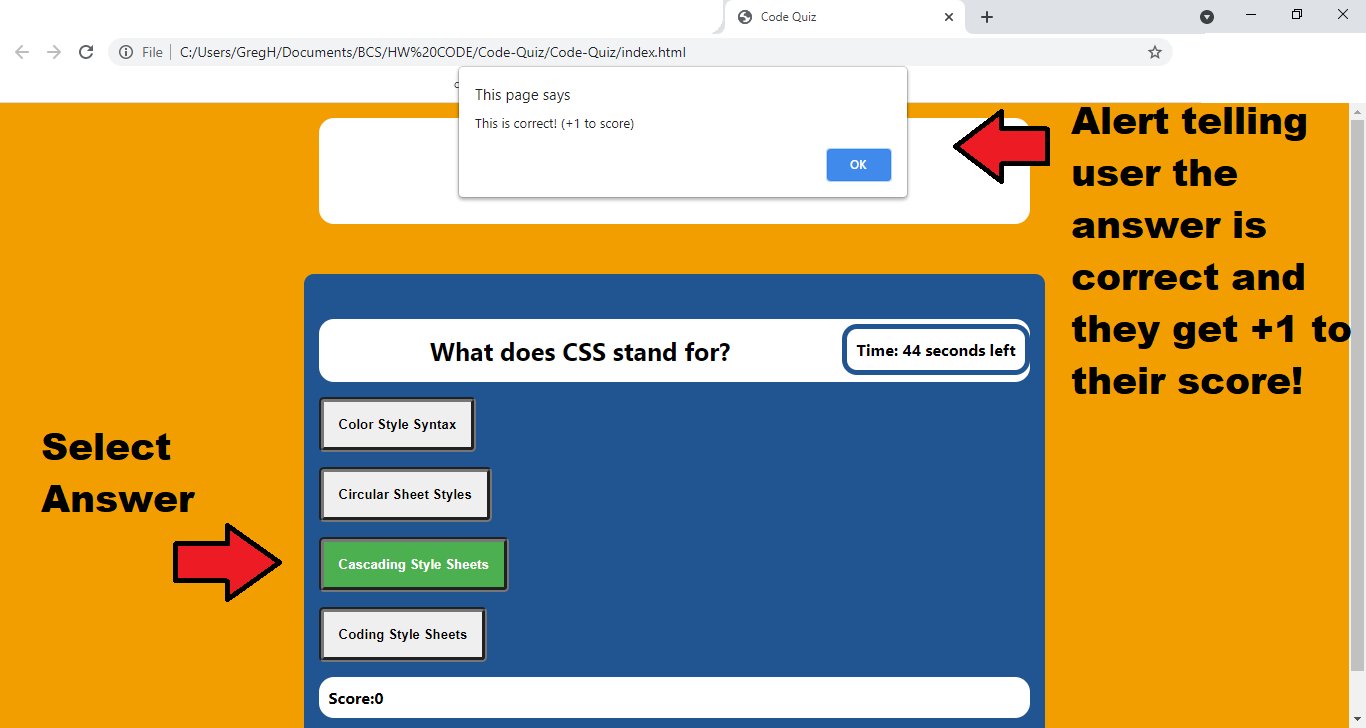 Code Quiz
File
C:/Users/GregH/Documents/BCS/HW%20CODE/Code-Quiz/Code-Quiz/index.html
This page says
This is correct! (+1 to score)
OK
Alert telling
user the
answer is
correct and
they get +1 to
their score!
What does CSS stand for?
Time: 44 seconds left
Select
Answer
Color Style Syntax
Circular Sheet Styles
Cascading Style Sheets
Coding Style Sheets
Score:0